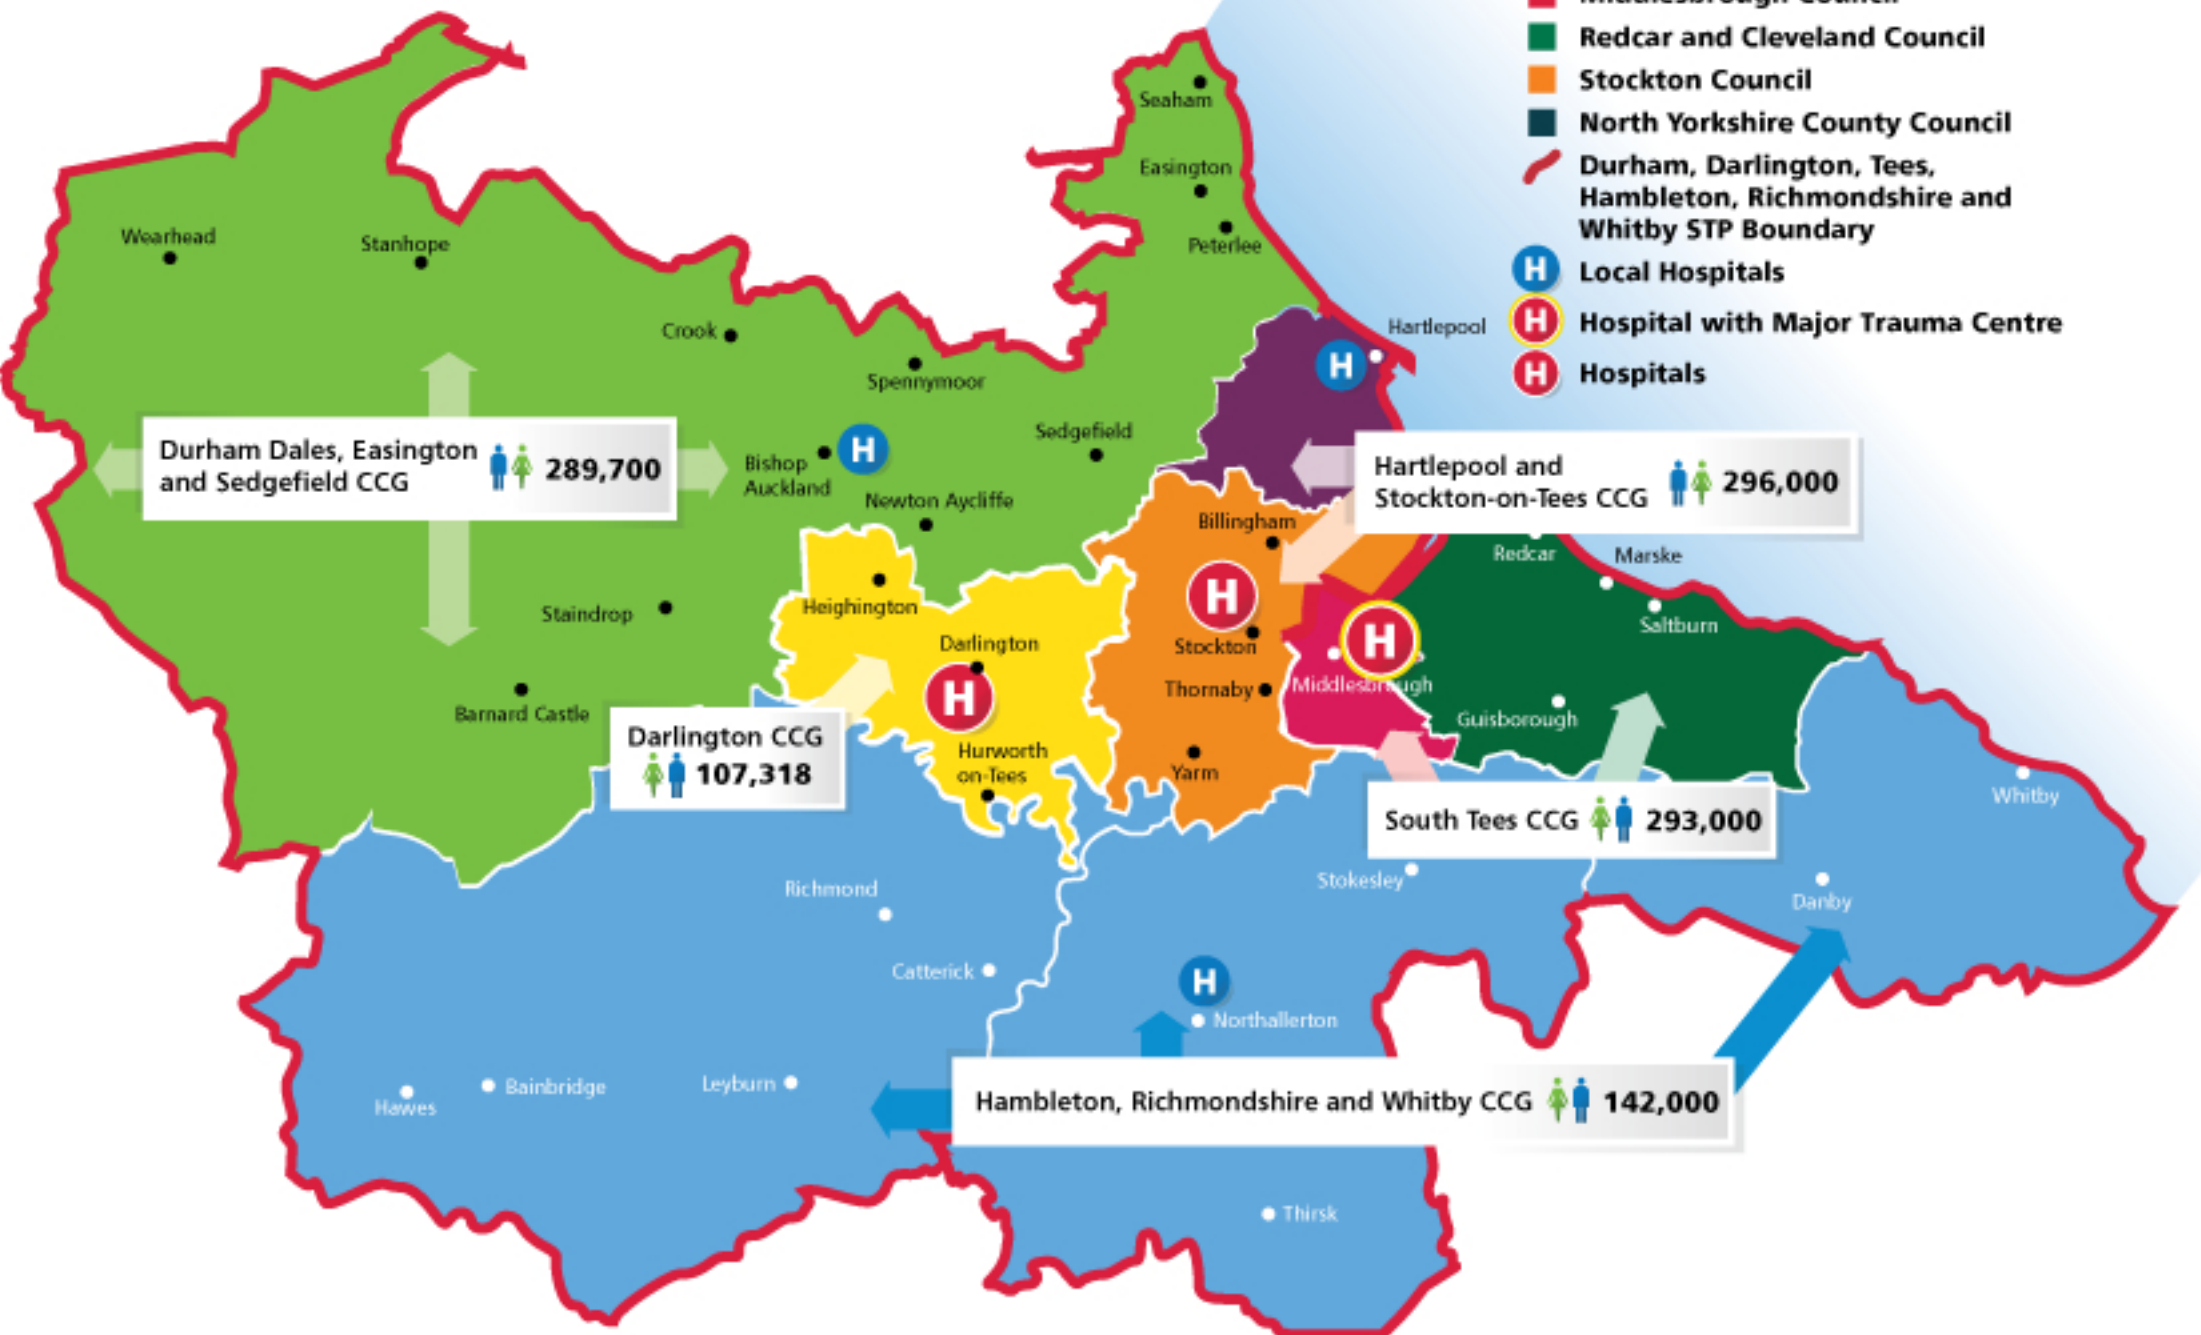 Middlesbrough Council
Redcar and Cleveland Council
Stockton Council
North Yorkshire County Council
Durham, Darlington, Tees,
Hambleton, Richmondshire and
Whitby STP Boundary
H
Local Hospitals
H
Hospital with Major Trauma Centre
H
Hospitals
Seaham
Easington
Peterlee
Wearhead
Stanhope
Crook
Spennymoor
Hartlepool
H
Sedgefield
Durham Dales, Easington
and Sedgefield CCG
289,700
Bishop
Auckland
H
Newton Aycliffe
Hartlepool and
Stockton-on-Tees CCG
296,000
Billingham
Redcar
Marske
Heighington
Staindrop
H
Stockton
Saltburn
Darlington
H
H
Middlesbrough
Thornaby
Barnard Castle
Guisborough
Darlington CCG
107,318
Hurworth
on-Tees
Yarm
Whitby
South Tees CCG
293,000
Richmond
Stokesley
Danby
Catterick
H
Northallerton
Hawes
Bainbridge
Leyburn
Hambleton, Richmondshire and Whitby CCG
142,000
Thirsk